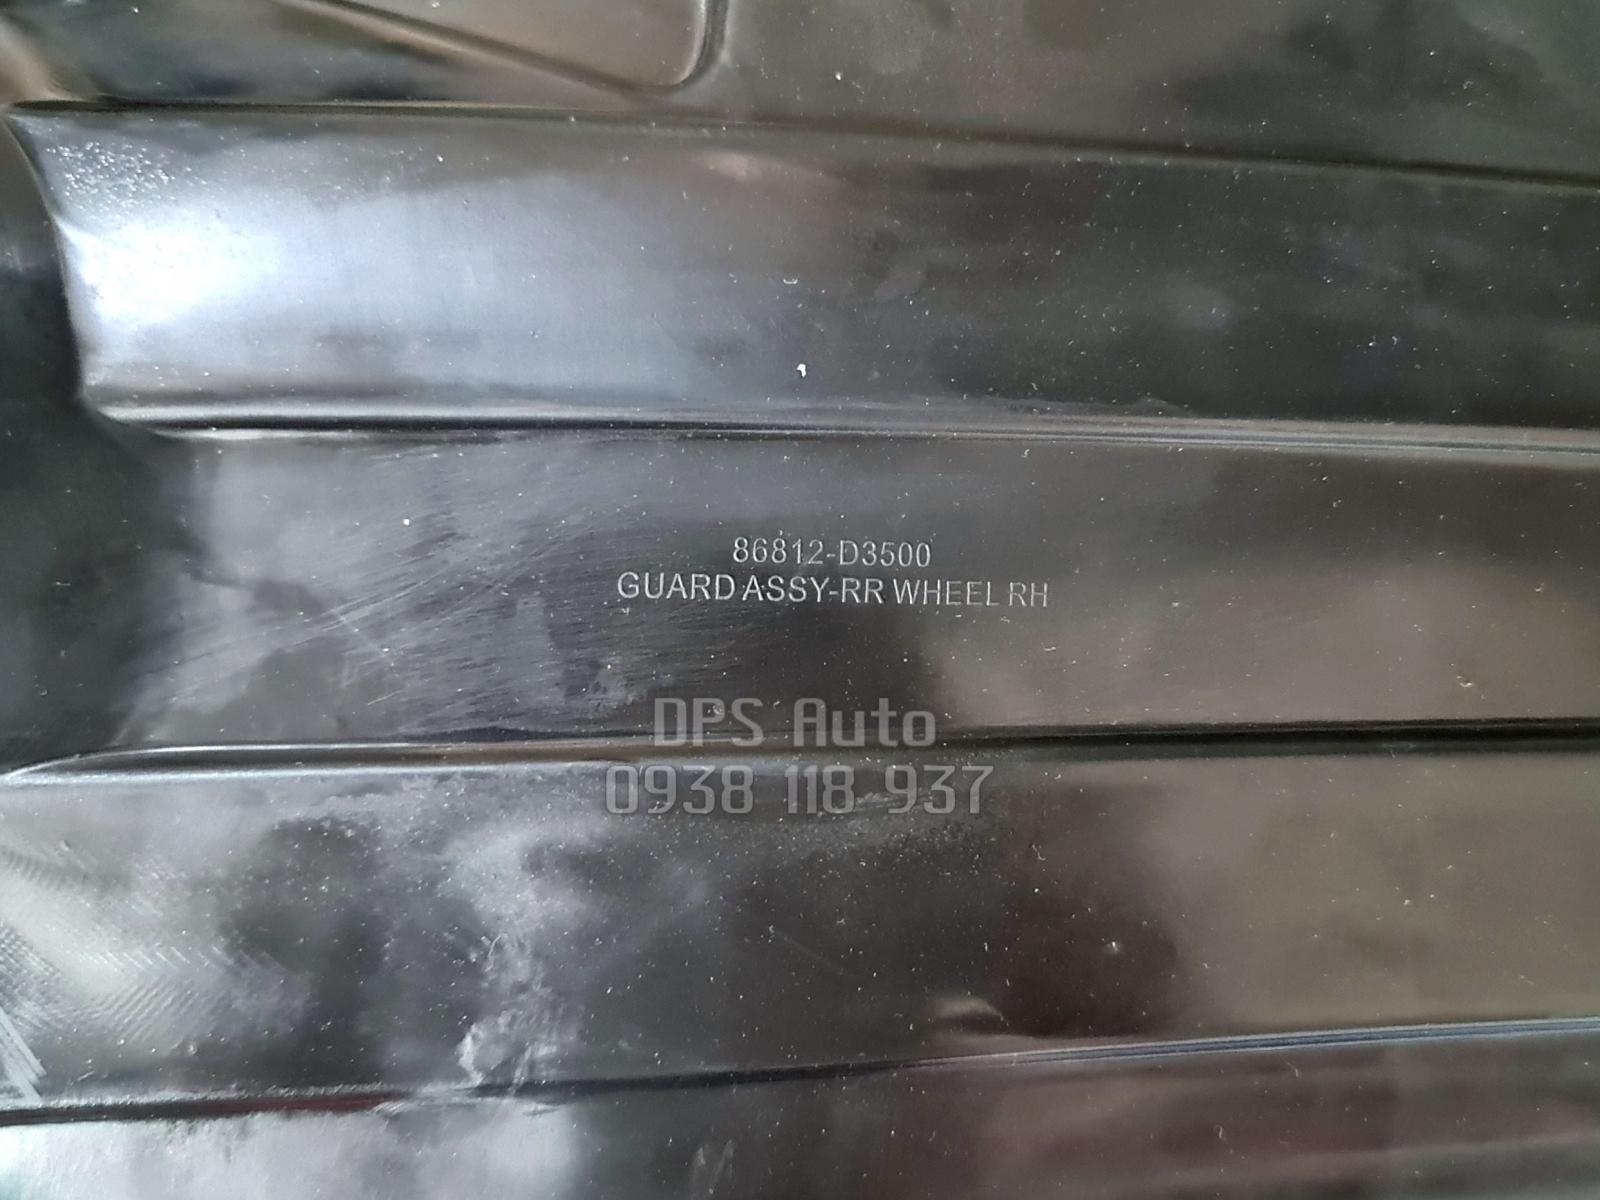 86812-D3500
GUARD ASSY-RR WHEEL RH
DPS Auto
0938 118 937